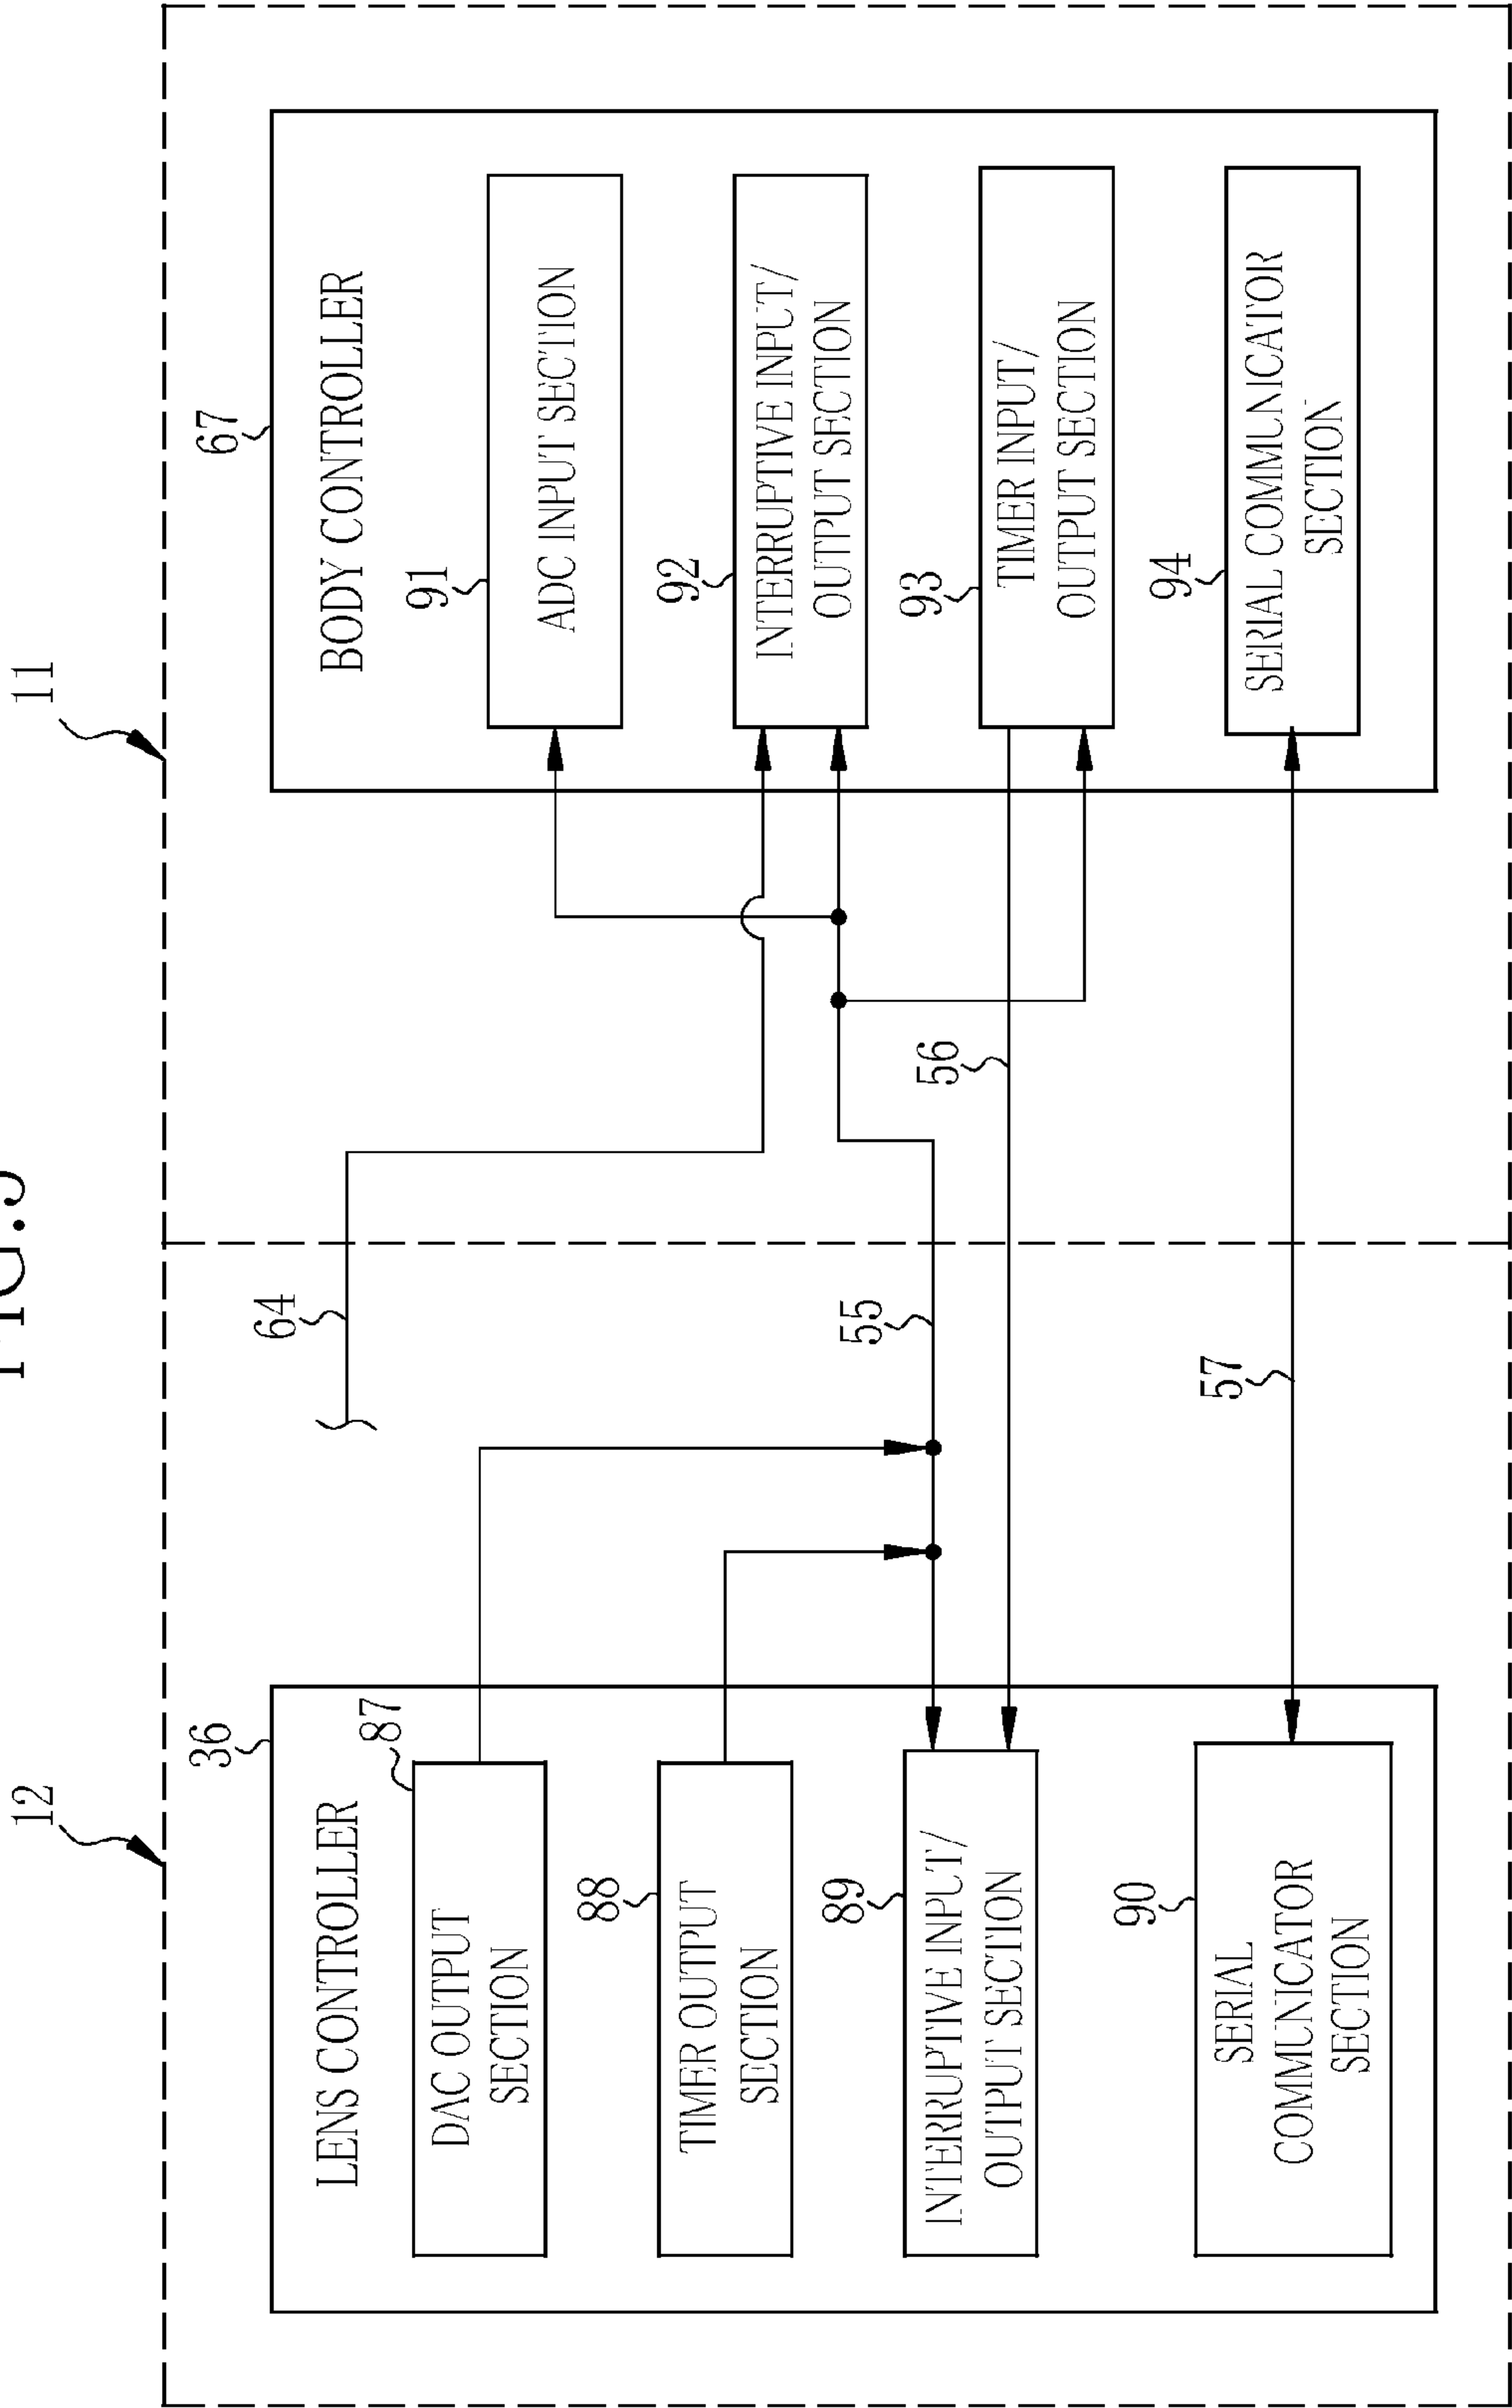 12
11
36
LENS CONTROLLER
87
DAC OUTPUT
SECTION
88
TIMER OUTPUT
SECTION
89
INTERRUPTIVE INPUT/
OUTPUT SECTION
90
SERIAL
COMMUNICATOR
SECTION
64
55
56
57
67
BODY CONTROLLER
91
ADC INPUT SECTION
92
INTERRUPTIVE INPUT/
OUTPUT SECTION
93
TIMER INPUT/
OUTPUT SECTION
94
SERIAL COMMUNICATOR
SECTION